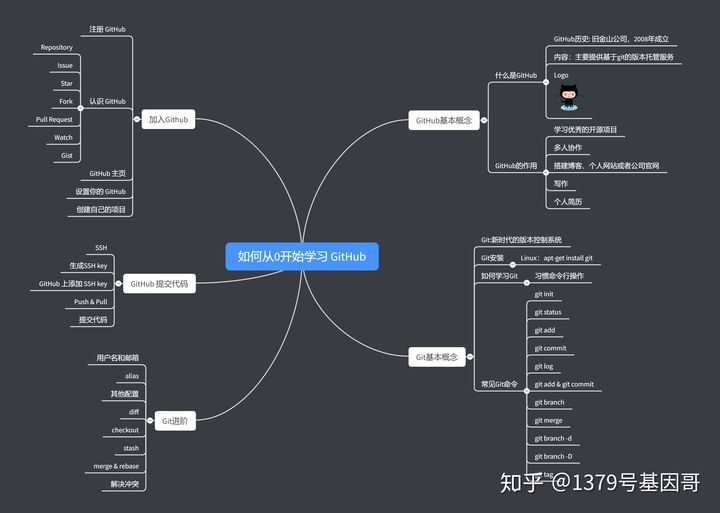 如何从0开始学习 GitHub
GitHub基本概念
什么是GitHub
GitHub历史: 旧金山公司，2008年成立
内容：主要提供基于git的版本托管服务
Logo
GitHub的作用
学习优秀的开源项目
多人协作
搭建博客、个人网站或者公司官网
写作
个人简历
Git基本概念
Git:新时代的版本控制系统
Git安装
Linux：apt-get install git
如何学习Git
习惯命令行操作
常见Git命令
git init
git status
git add
git commit
git log
git add & git commit
git branch
git merge
git branch -d
git branch -D
git tag
加入Github
注册 GitHub
认识 GitHub
Repository
Issue
Star
Fork
Pull Request
Watch
Gist
GitHub 主页
设置你的 GitHub
创建自己的项目
GitHub 提交代码
SSH
生成SSH key
GitHub 上添加 SSH key
Push & Pull
提交代码
Git进阶
用户名和邮箱
alias
其他配置
diff
checkout
stash
merge & rebase
解决冲突
知乎 @1379号基因哥